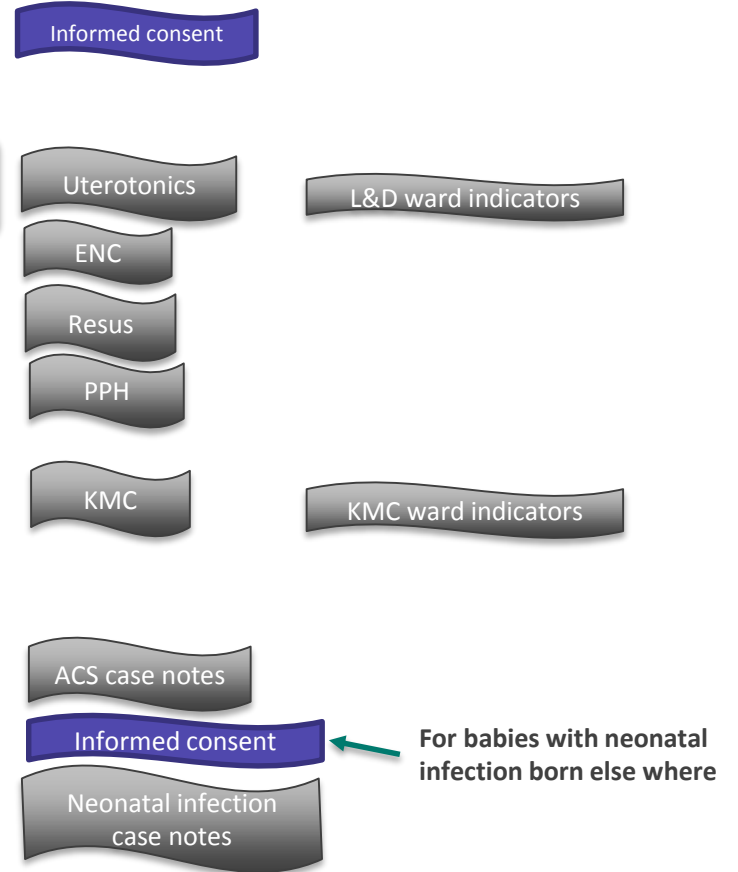 Informed consent
Uterotonics
L&D ward indicators
ENC
Resus
PPH
KMC
KMC ward indicators
ACS case notes
Informed consent
For babies with neonatal
infection born else where
Neonatal infection
case notes